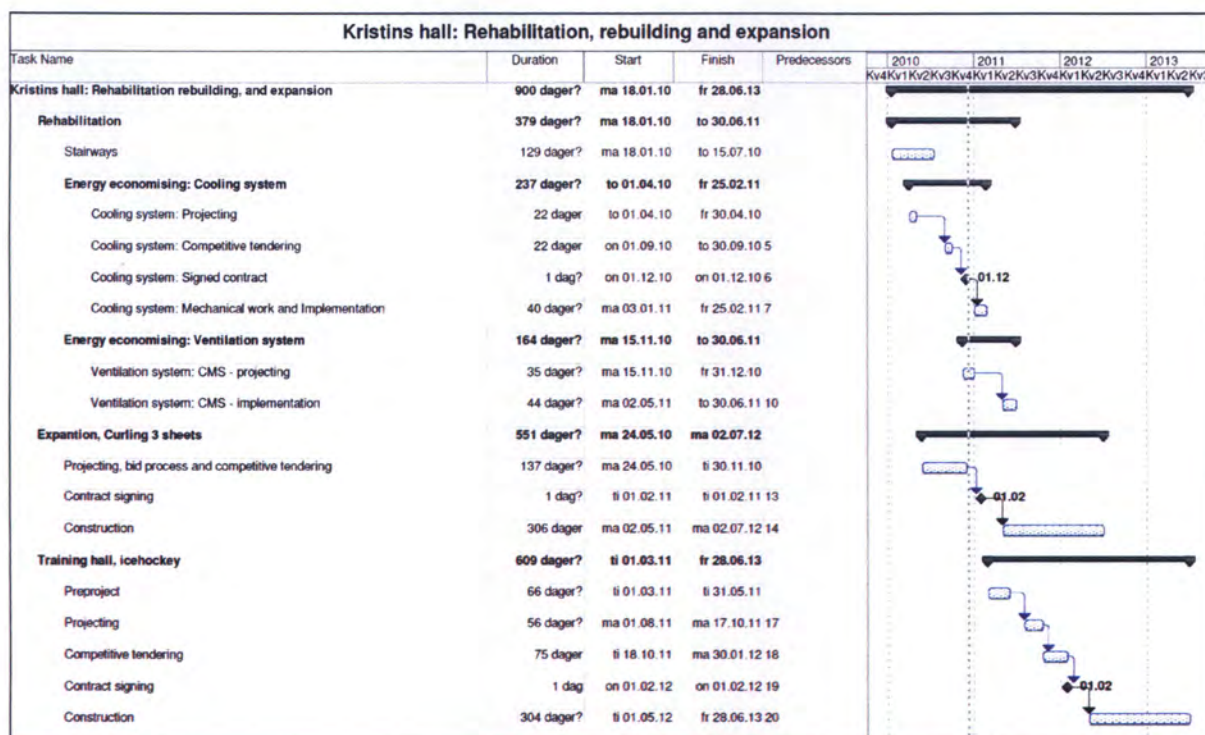 Kristins hall: Rehabilitation, rebuilding and expansion
Task Name Duration Start Finish Predecessors 2010 2011 2012 2013
Kv4 Kv1 Kv2 Kv3 Kv4 Kv1 Kv2 Kv3 Kv4 Kv1 Kv2 Kv3 Kv4 Kv1 Kv2 Kv3
Kristins hall: Rehabilitation rebuilding, and expansion 900 dager? ma 18.01.10 fr 28.06.13
Rehabilitation 379 dager? ma 18.01.10 to 30.06.11
Stairways 129 dager? ma 18.01.10 to 15.07.10
Energy economising: Cooling system 237 dager? to 01.04.10 fr 25.02.11
Cooling system: Projecting 22 dager to 01.04.10 fr 30.04.10
Cooling system: Competitive tendering 22 dager on 01.09.10 to 30.09.10 5
Cooling system: Signed contract 1 dag? on 01.12.10 on 01.12.10 6 01.12
Cooling system: Mechanical work and Implementation 40 dager? ma 03.01.11 fr 25.02.11 7
Energy economising: Ventilation system 164 dager? ma 15.11.10 to 30.06.11
Ventilation system: CMS - projecting 35 dager? ma 15.11.10 fr 31.12.10
Ventilation system: CMS - implementation 44 dager? ma 02.05.11 to 30.06.11 10
Expantion, Curling 3 sheets 551 dager? ma 24.05.10 ma 02.07.12
Projecting, bid process and competitive tendering 137 dager? ma 24.05.10 ti 30.11.10
Contract signing 1 dag? ti 01.02.11 ti 01.02.11 13 01.02
Construction 306 dager ma 02.05.11 ma 02.07.12 14
Training hall, icehockey 609 dager? ti 01.03.11 fr 28.06.13
Preproject 66 dager? ti 01.03.11 ti 31.05.11
Projecting 56 dager? ma 01.08.11 ma 17.10.11 17
Competitive tendering 75 dager ti 18.10.11 ma 30.01.12 18
Contract signing 1 dag on 01.02.12 on 01.02.12 19 01.02
Construction 304 dager? ti 01.05.12 fr 28.06.13 20